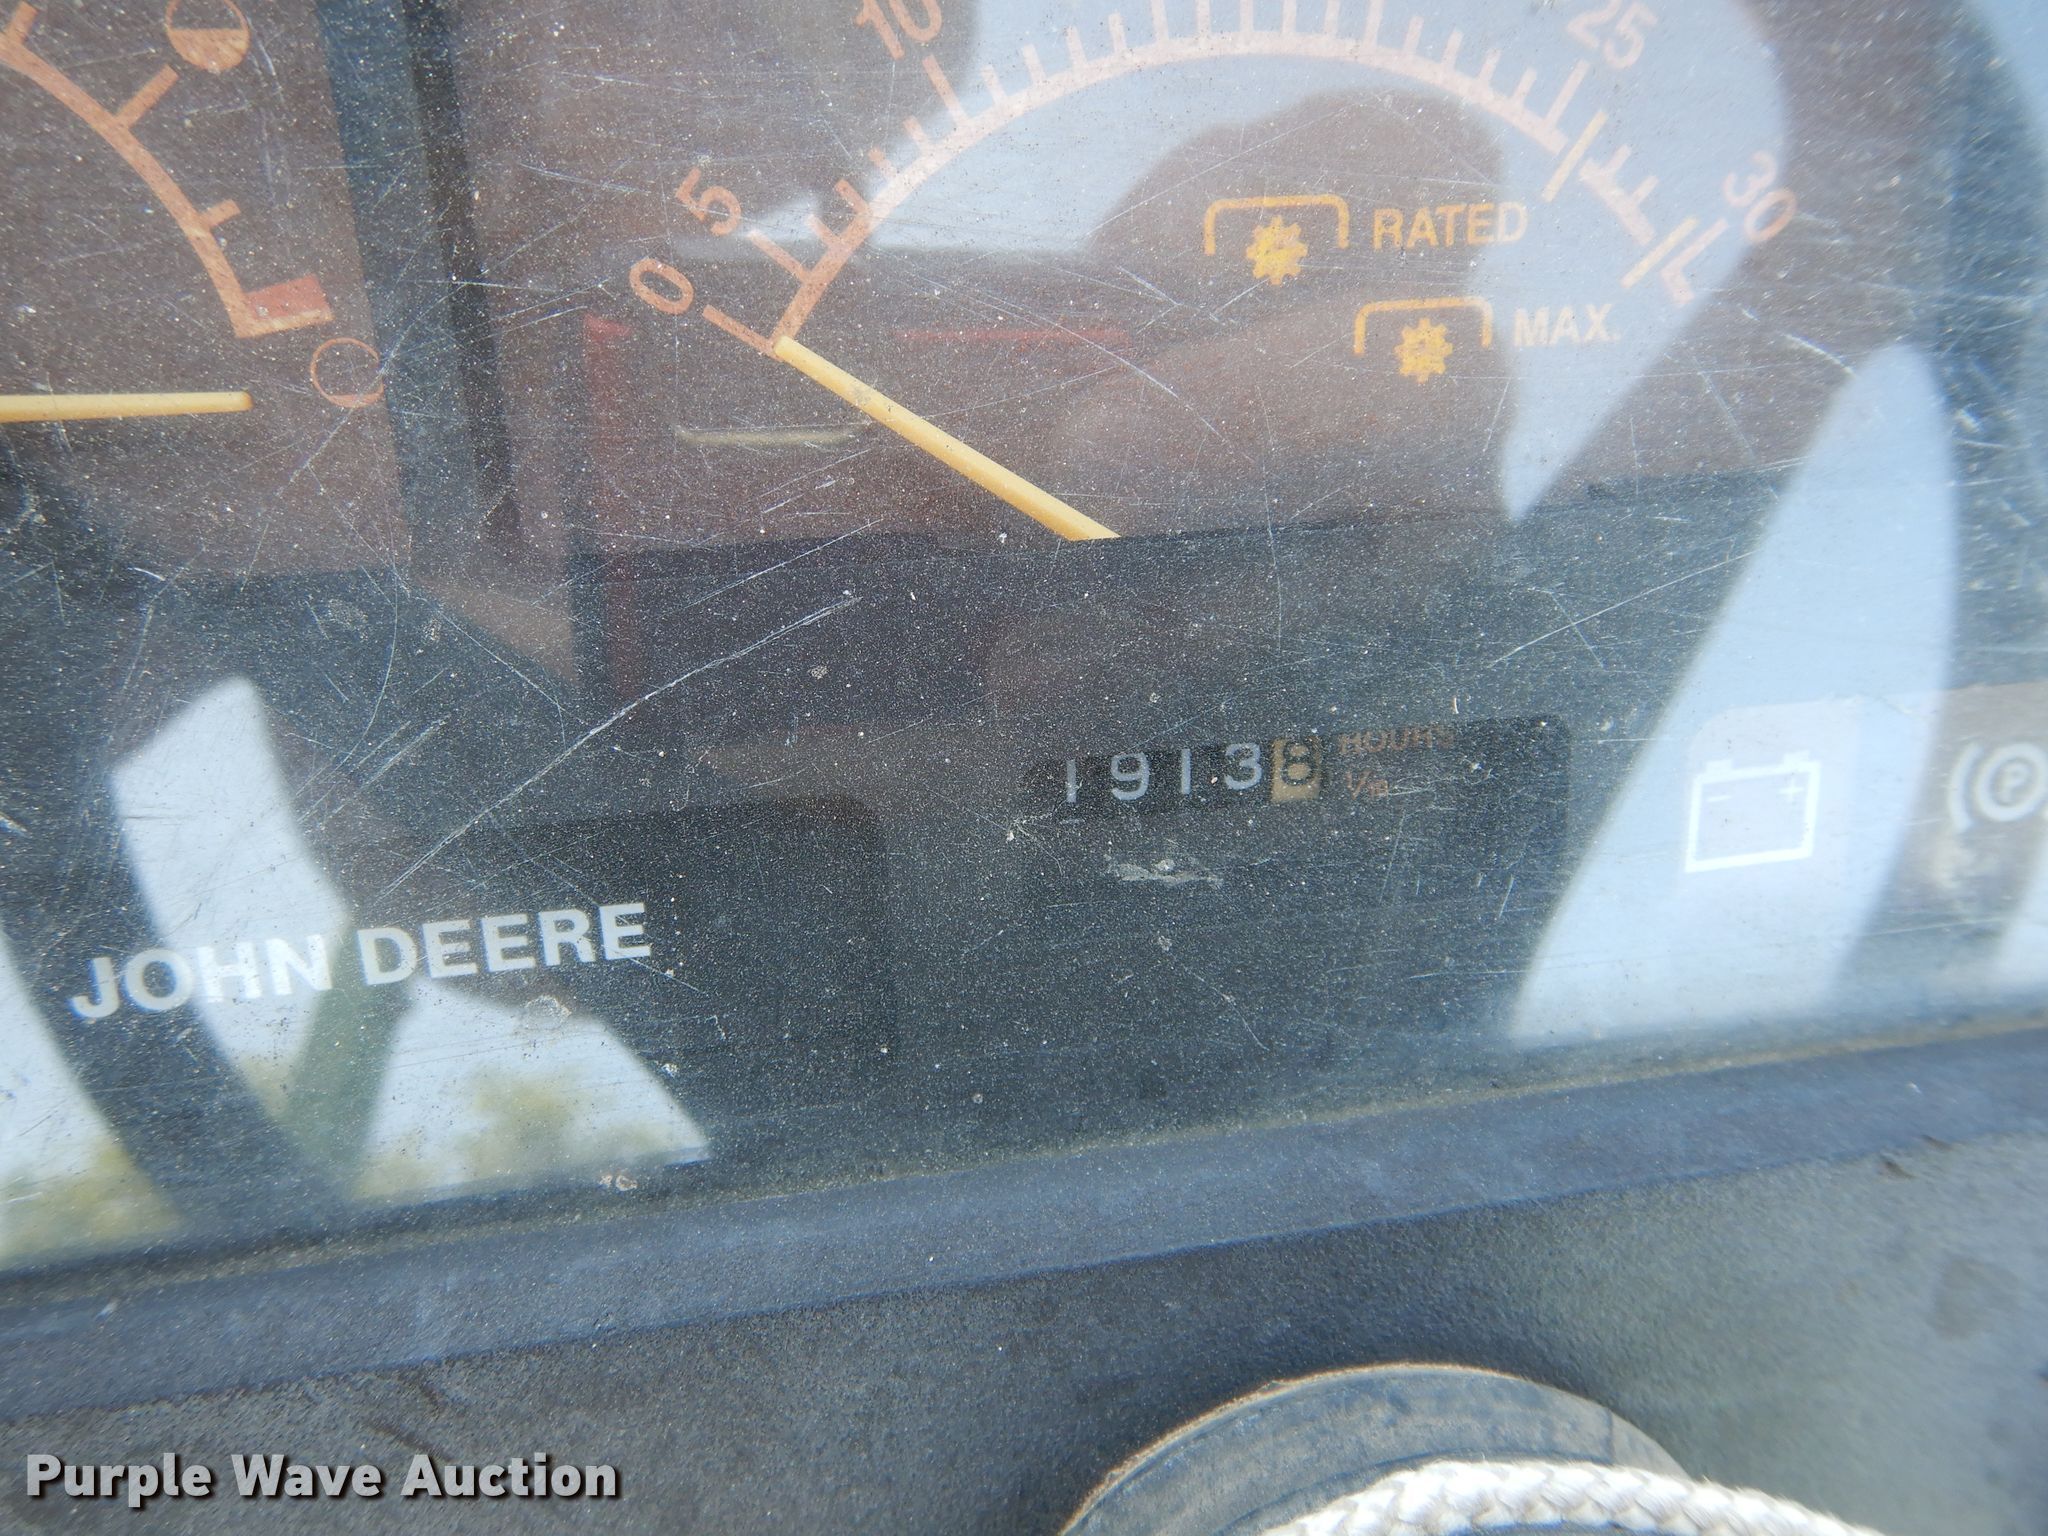 0
5
10
25
30
RATED
MAX.
1913
HOURS
1/10
- +
P
JOHN DEERE
Purple Wave Auction